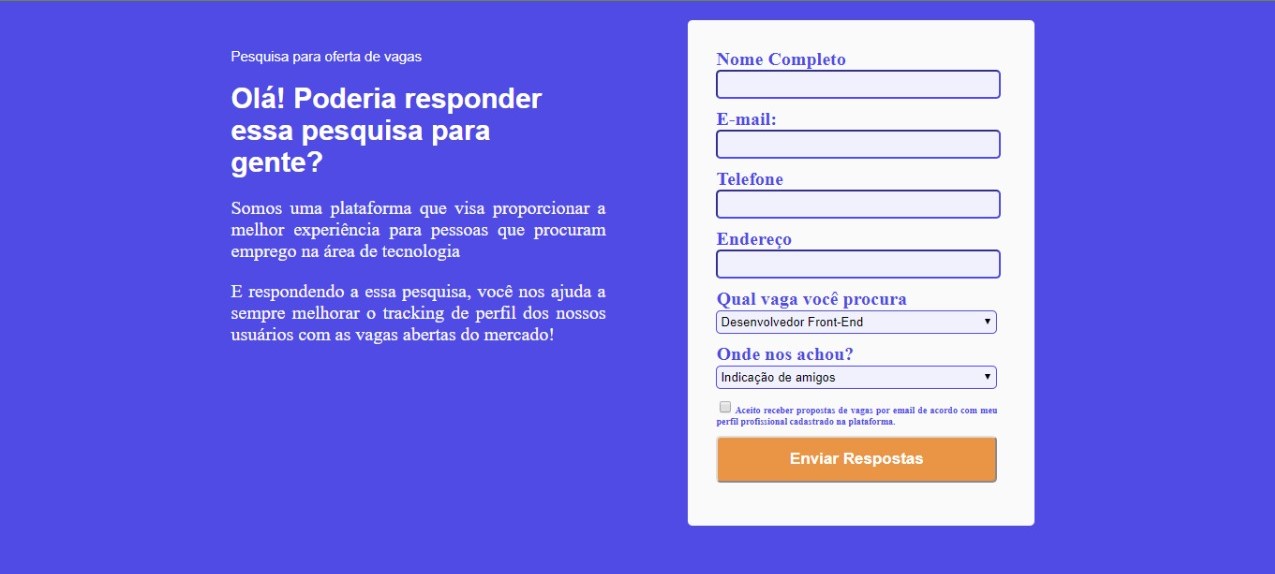 Pesquisa para oferta de vagas
Olá! Poderia responder
essa pesquisa para
gente?
Somos uma plataforma que visa proporcionar a
melhor experiência para pessoas que procuram
emprego na área de tecnologia
E respondendo a essa pesquisa, você nos ajuda a
sempre melhorar o tracking de perfil dos nossos
usuários com as vagas abertas do mercado!
Nome Completo
E-mail:
Telefone
Endereço
Qual vaga você procura
Desenvolvedor Front-End
Onde nos achou?
Indicação de amigos
Aceito receber propostas de vagas por email de acordo com meu
perfil profissional cadastrado na plataforma.
Enviar Respostas